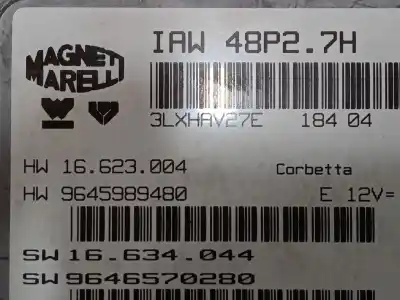 MAGNETI
MARELLI
IAW 48P2.7H
3LXHAV27E 184 04
HW 16.623.004 Corbetta
HW 9645989480 E 12V=
SW 16.634.044
SW 9646570280